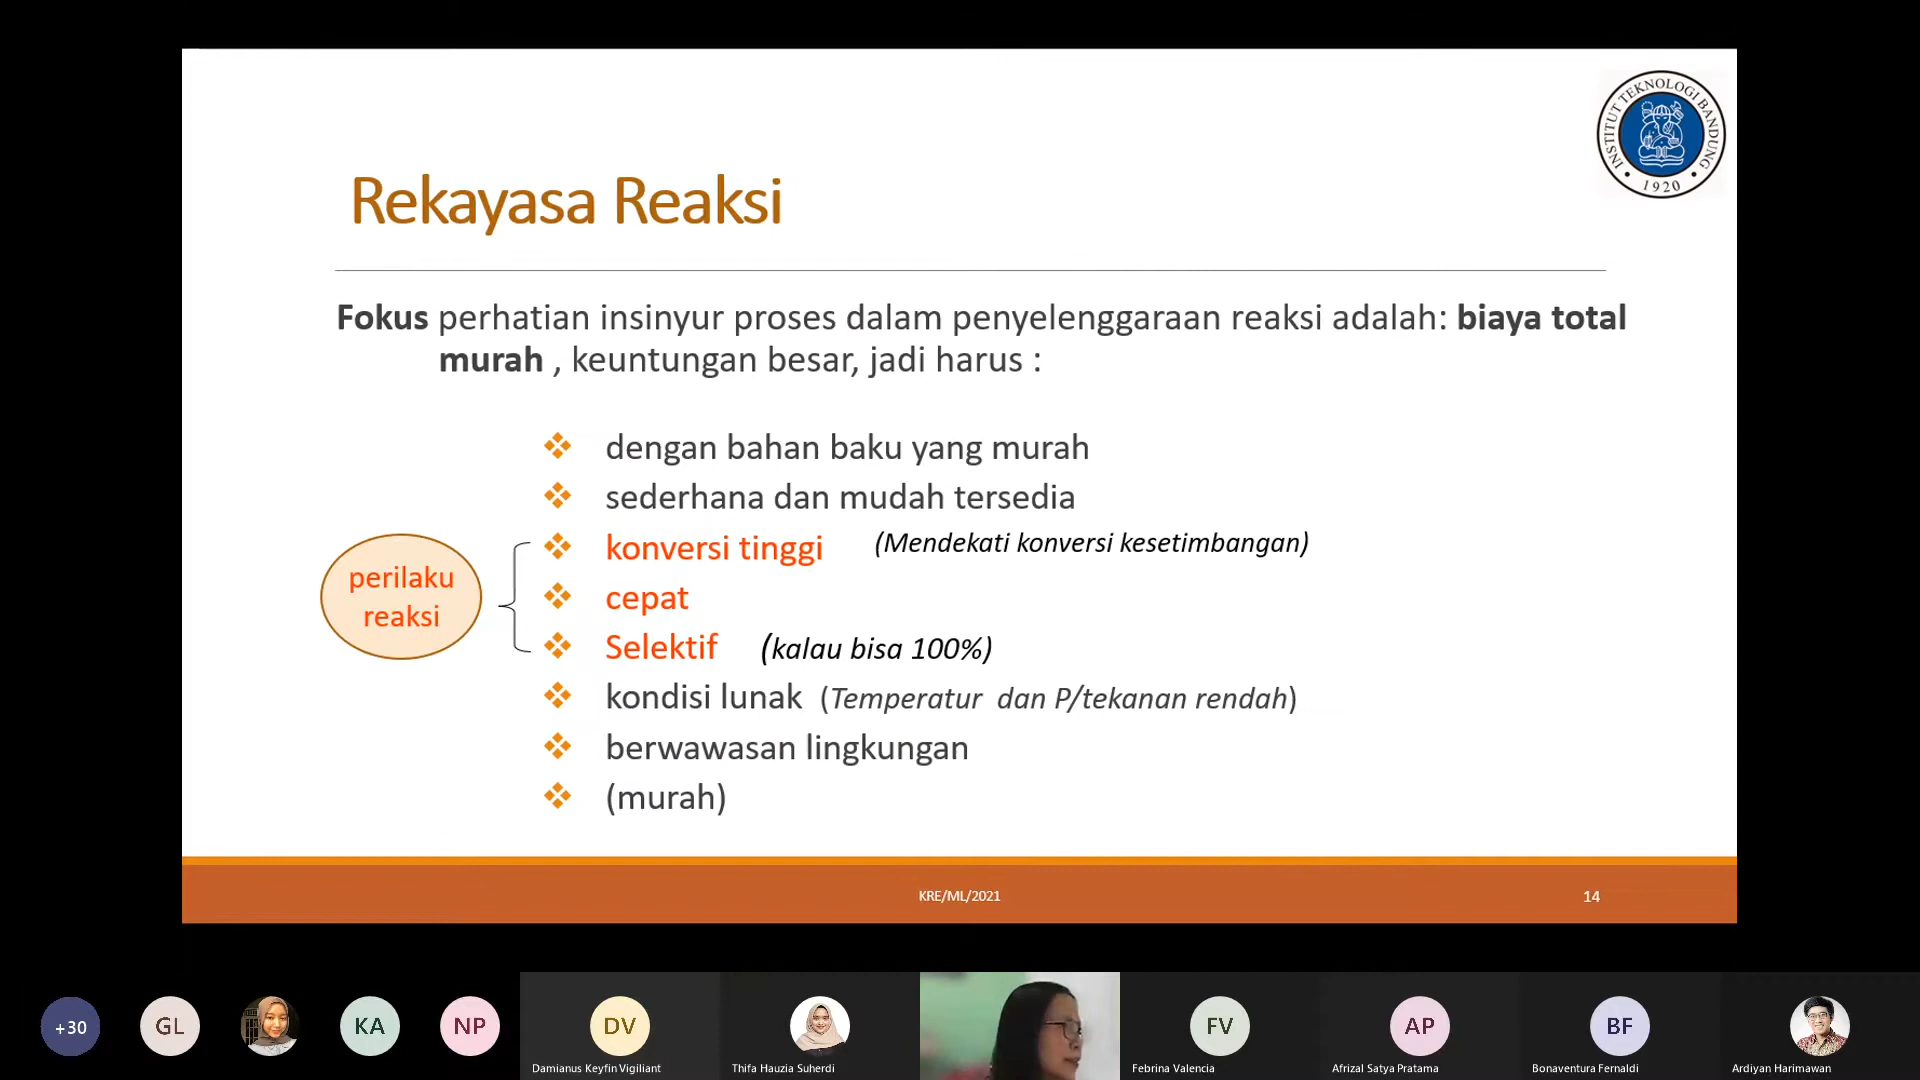 INSTITUT TEKNOLOGI BANDUNG
1920
Rekayasa Reaksi
Fokus perhatian insinyur proses dalam penyelenggaraan reaksi adalah: biaya total
murah , keuntungan besar, jadi harus :
❖ dengan bahan baku yang murah
❖ sederhana dan mudah tersedia
❖ konversi tinggi (Mendekati konversi kesetimbangan)
perilaku
reaksi
❖ cepat
❖ Selektif (kalau bisa 100%)
❖ kondisi lunak (Temperatur dan P/tekanan rendah)
❖ berwawasan lingkungan
❖ (murah)
KRE/ML/2021
14
+30
GL
KA
NP
DV
FV
AP
BF
Damianus Keyfin Vigiliant
Thifa Hauzia Suherdi
Febrina Valencia
Afrizal Satya Pratama
Bonaventura Fernaldi
Ardiyan Harimawan